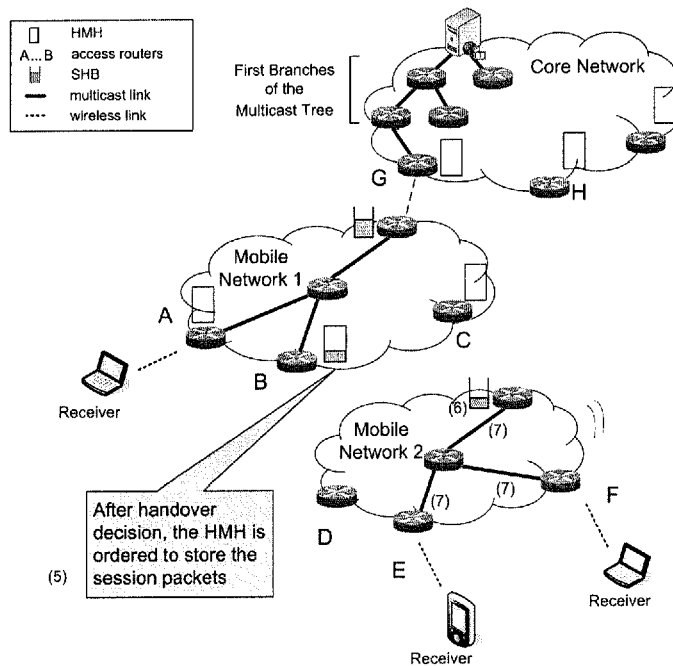 HMH
A...B access routers
SHB
multicast link
wireless link
First Branches
of the
Multicast Tree
Core Network
G
H
Mobile
Network 1
A
B
C
Receiver
(6)
(7)
Mobile
Network 2
(7)
(7)
D
E
F
After handover
decision, the HMH is
ordered to store the
session packets
(5)
Receiver
Receiver